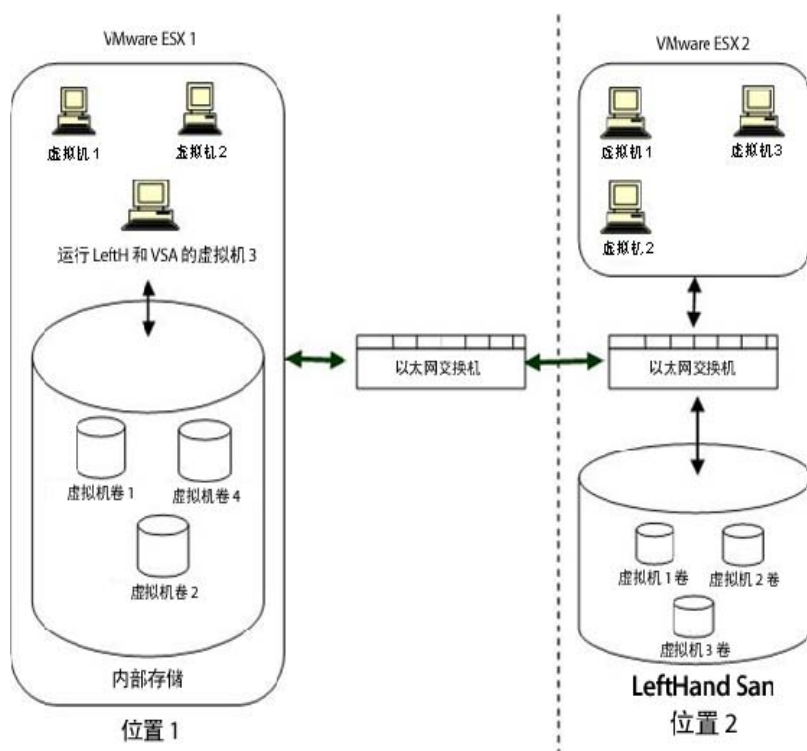 VMware ESX 1
虚拟机1
虚拟机2
运行 LeftH 和 VSA 的虚拟机 3
虚拟机卷 1
虚拟机卷 4
虚拟机卷 2
内部存储
位置 1
以太网交换机
VMware ESX 2
虚拟机1
虚拟机3
虚拟机2
以太网交换机
虚拟机 1 卷
虚拟机 2 卷
虚拟机 3 卷
LeftHand San
位置 2